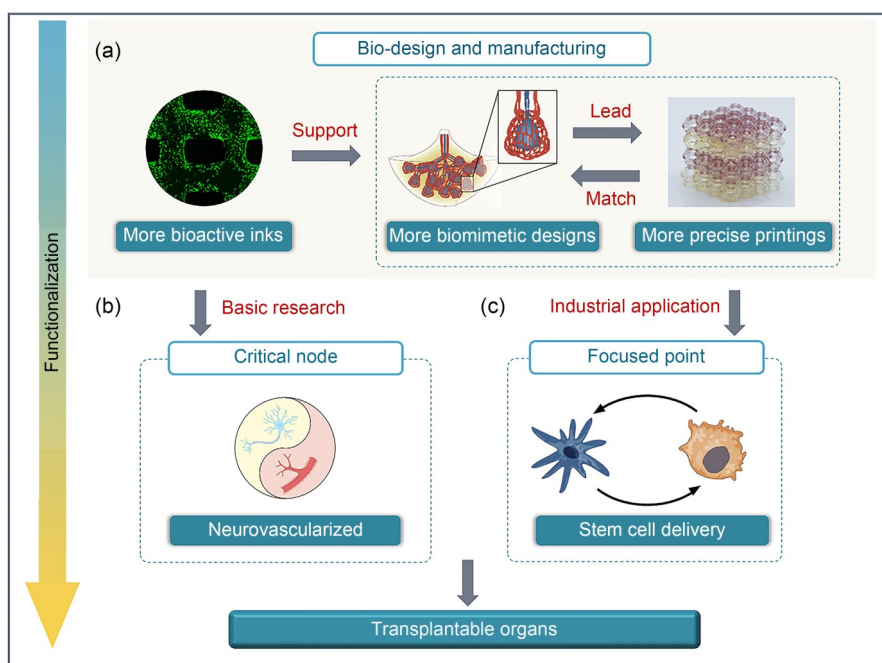 (a)
Bio-design and manufacturing
Support
Lead
Match
More bioactive inks
More biomimetic designs
More precise printings
Functionalization
(b)
Basic research
Industrial application
(c)
Critical node
Focused point
Neurovascularized
Stem cell delivery
Transplantable organs